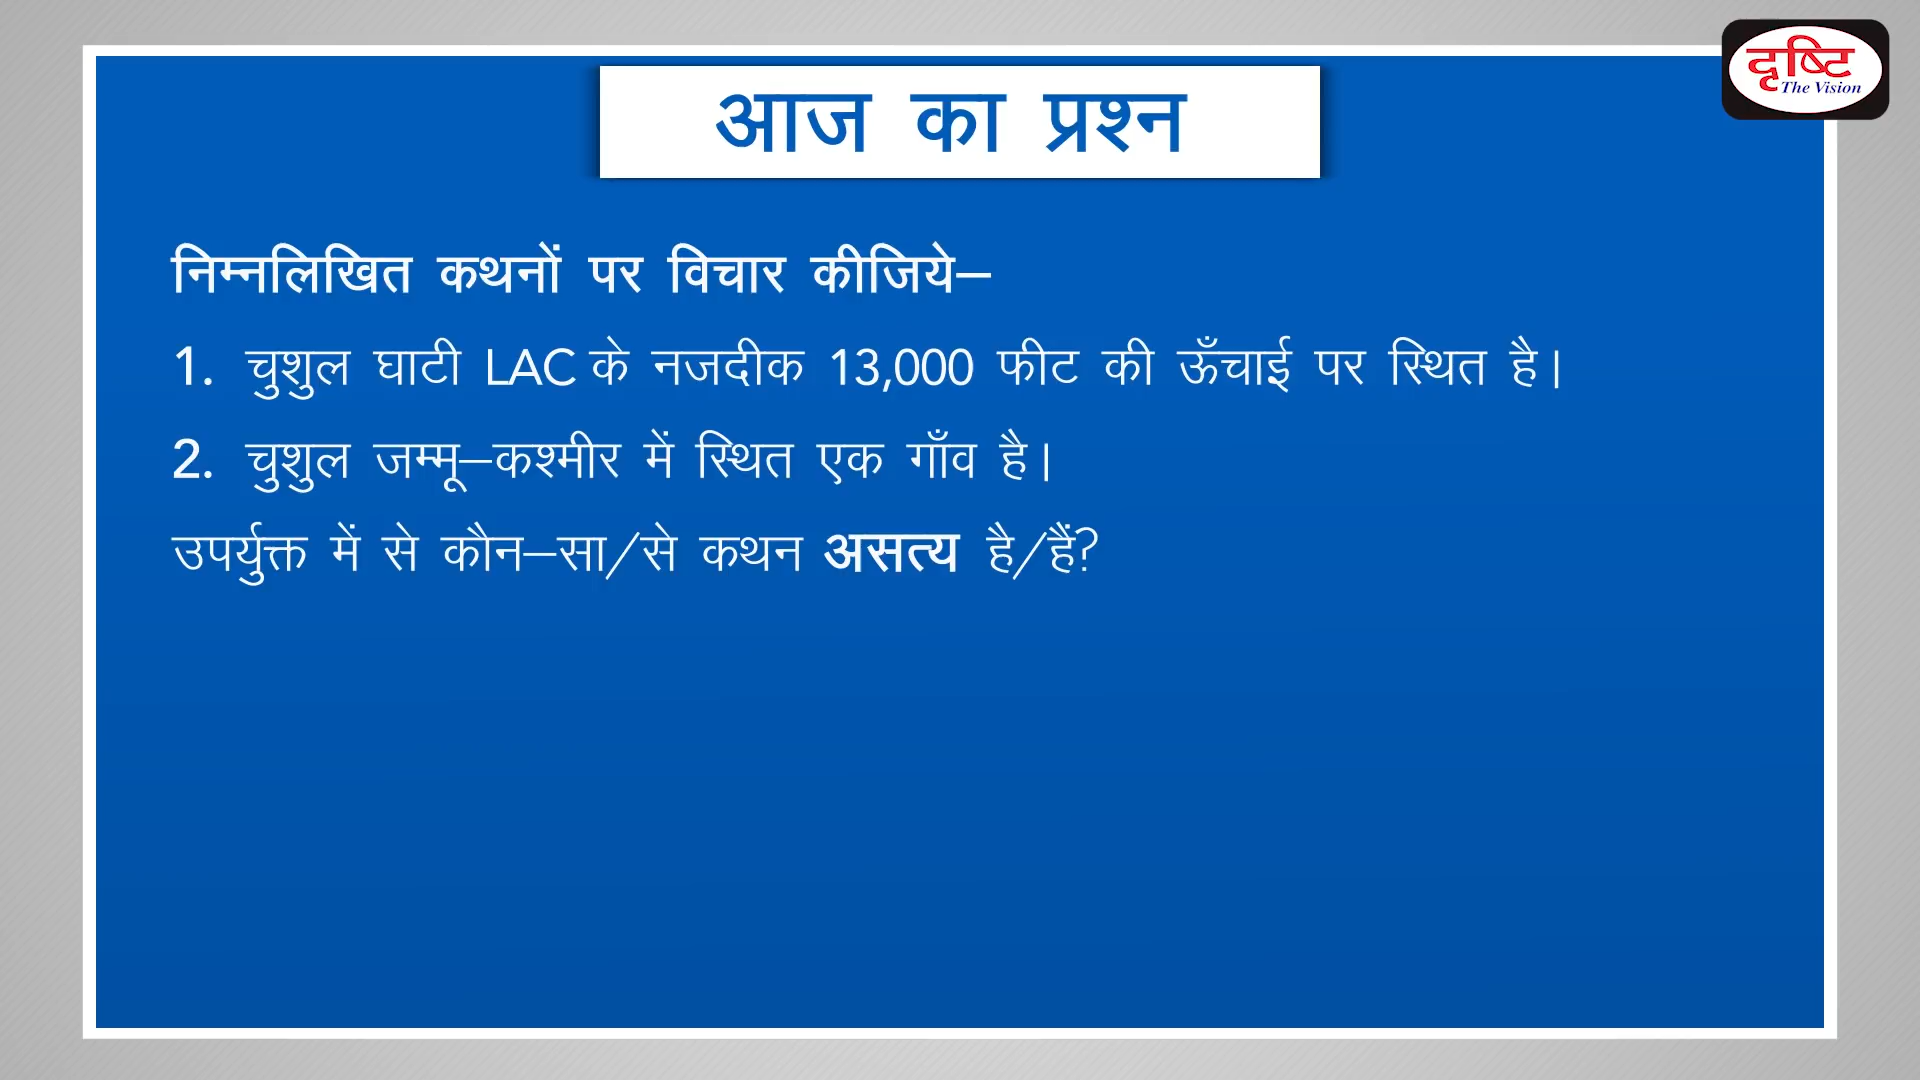 दृष्टि
The Vision
आज का प्रश्न
निम्नलिखित कथनों पर विचार कीजिये–
1. चुशुल घाटी LAC के नजदीक 13,000 फीट की ऊँचाई पर स्थित है।
2. चुशुल जम्मू–कश्मीर में स्थित एक गाँव है।
उपर्युक्त में से कौन–सा/से कथन असत्य है/हैं?